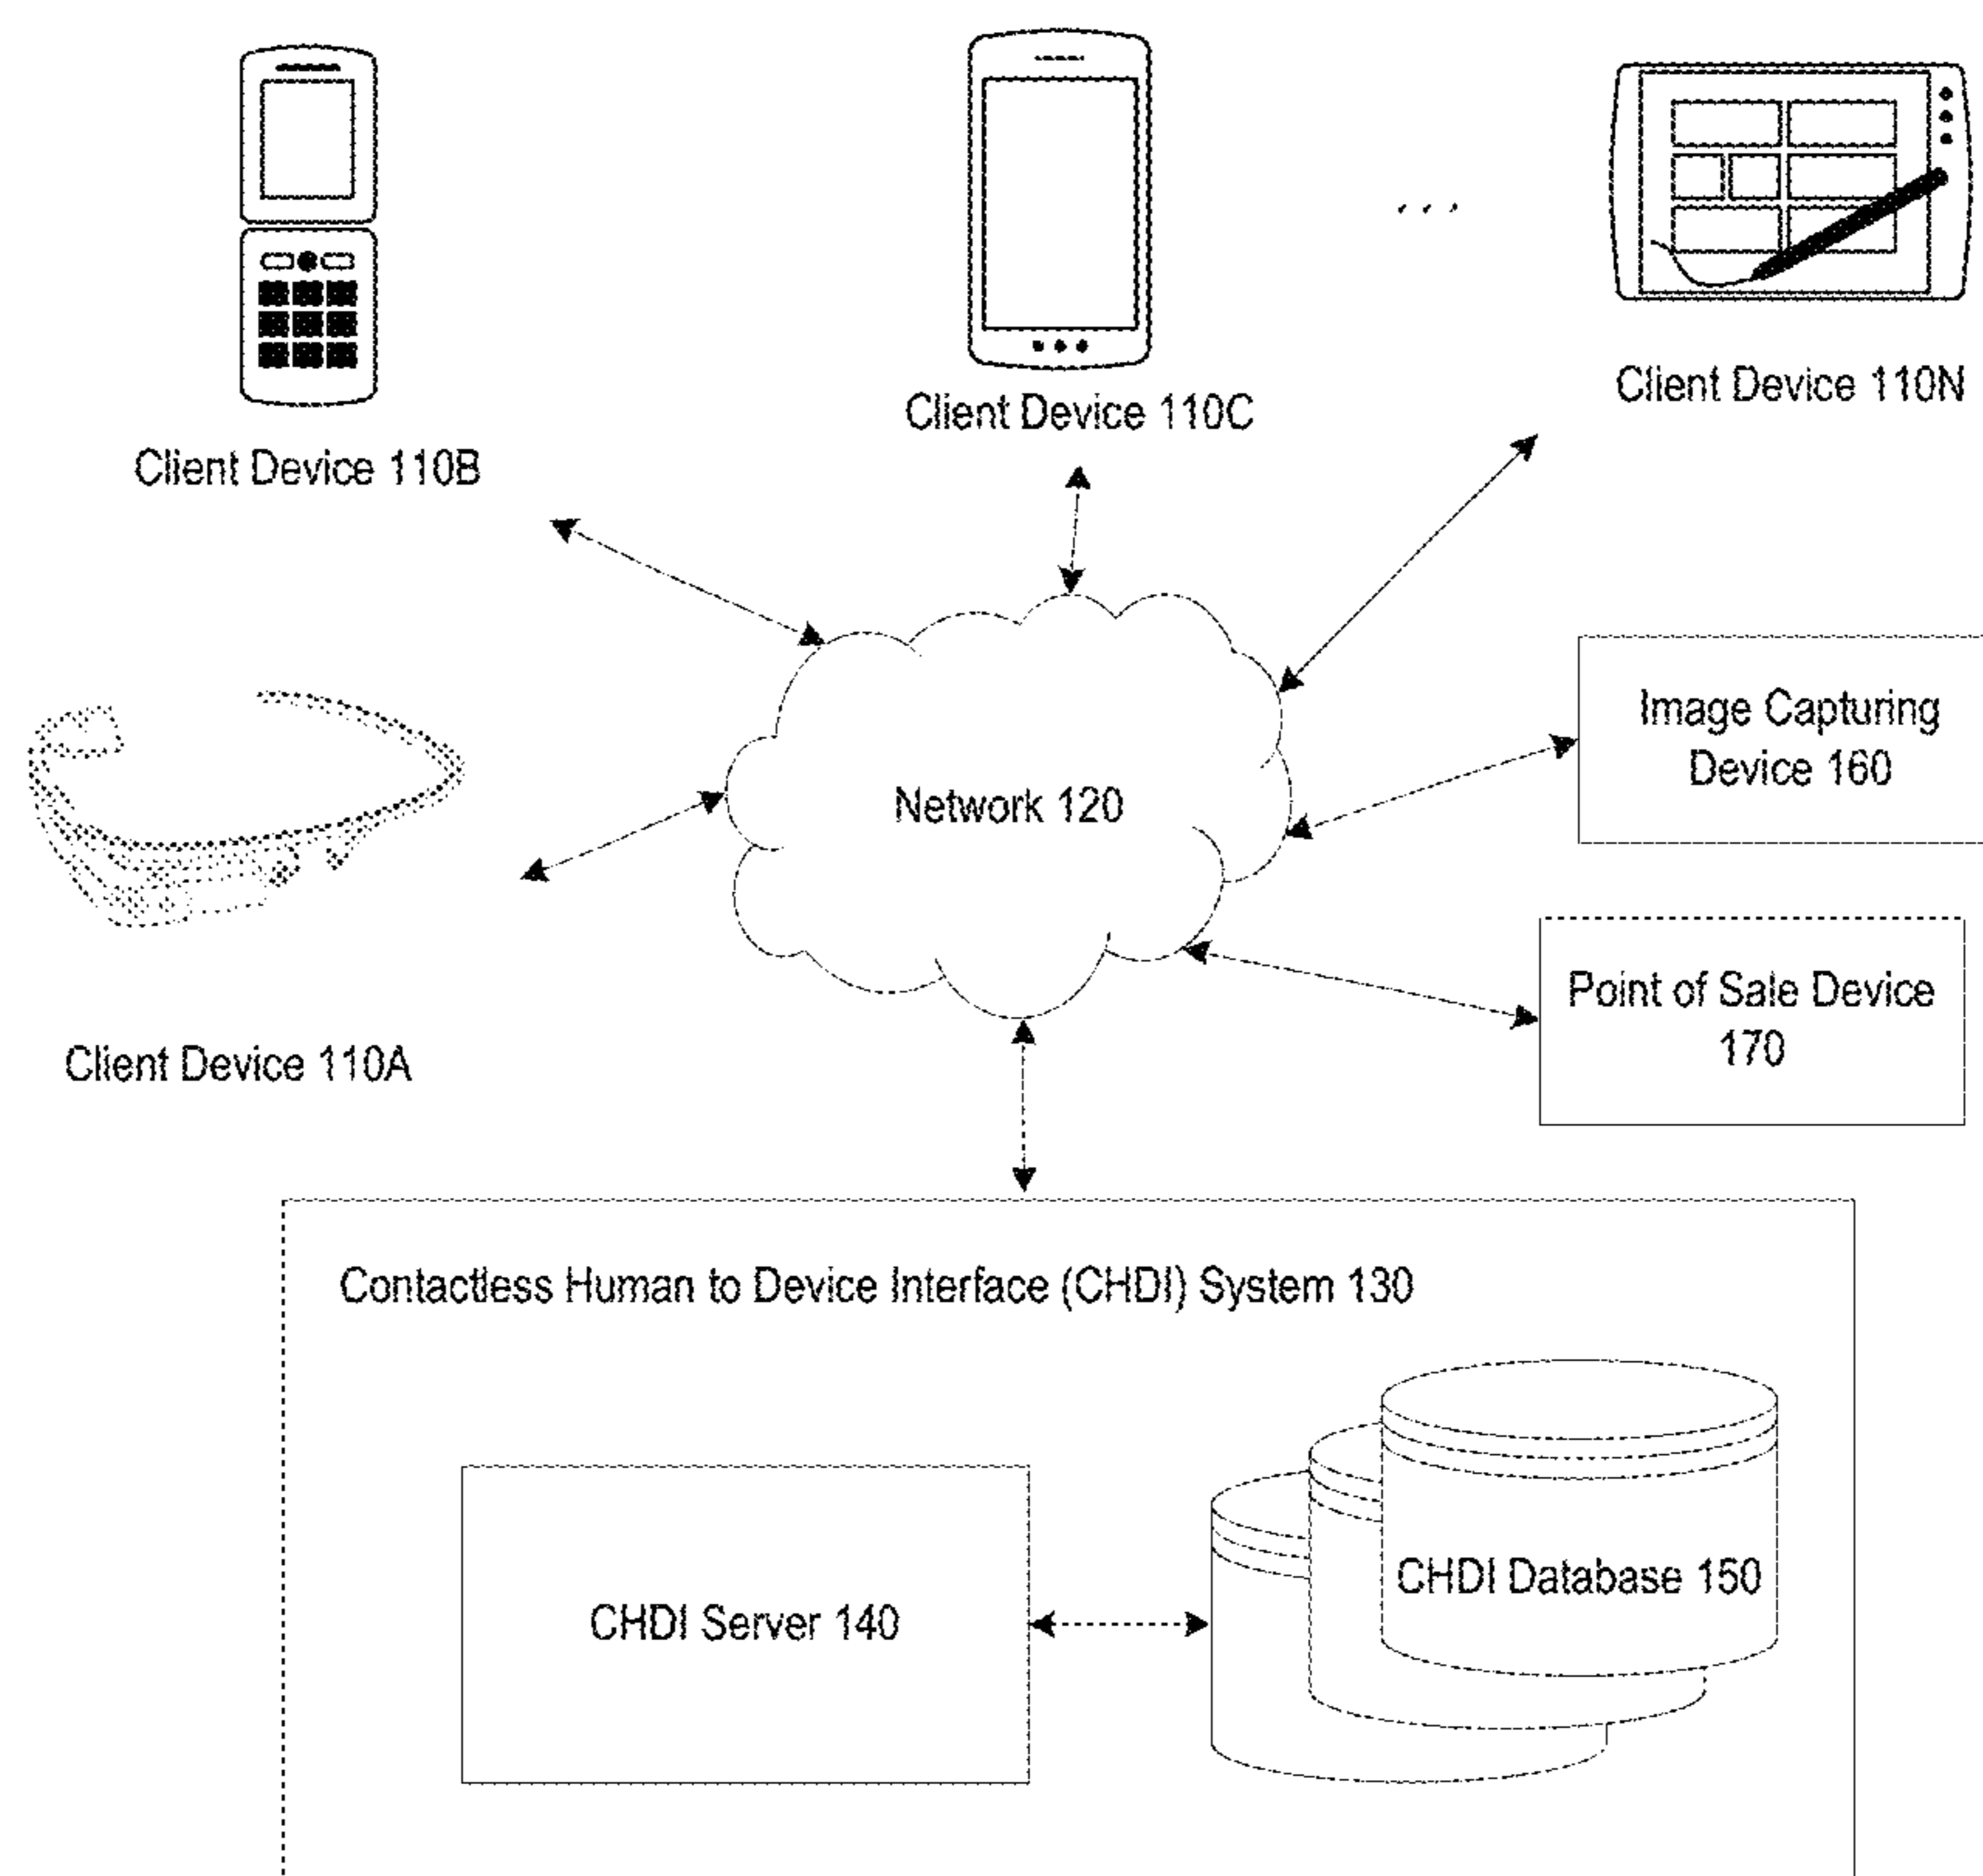 Client Device 110B
Client Device 110C
. . .
Client Device 110N
Client Device 110A
Network 120
Image Capturing
Device 160
Point of Sale Device
170
Contactless Human to Device Interface (CHDI) System 130
CHDI Server 140
CHDI Database 150